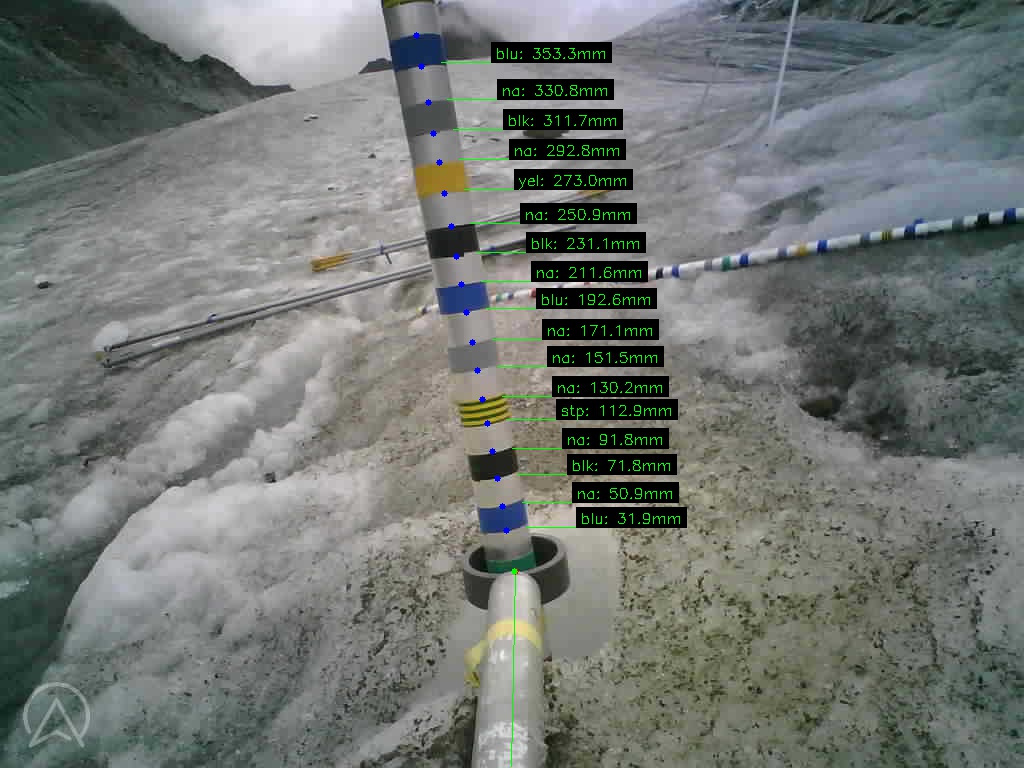 blu: 353.3mm
na: 330.8mm
blk: 311.7mm
na: 292.8mm
yel: 273.0mm
na: 250.9mm
blk: 231.1mm
na: 211.6mm
blu: 192.6mm
na: 171.1mm
na: 151.5mm
na: 130.2mm
stp: 112.9mm
na: 91.8mm
blk: 71.8mm
na: 50.9mm
blu: 31.9mm